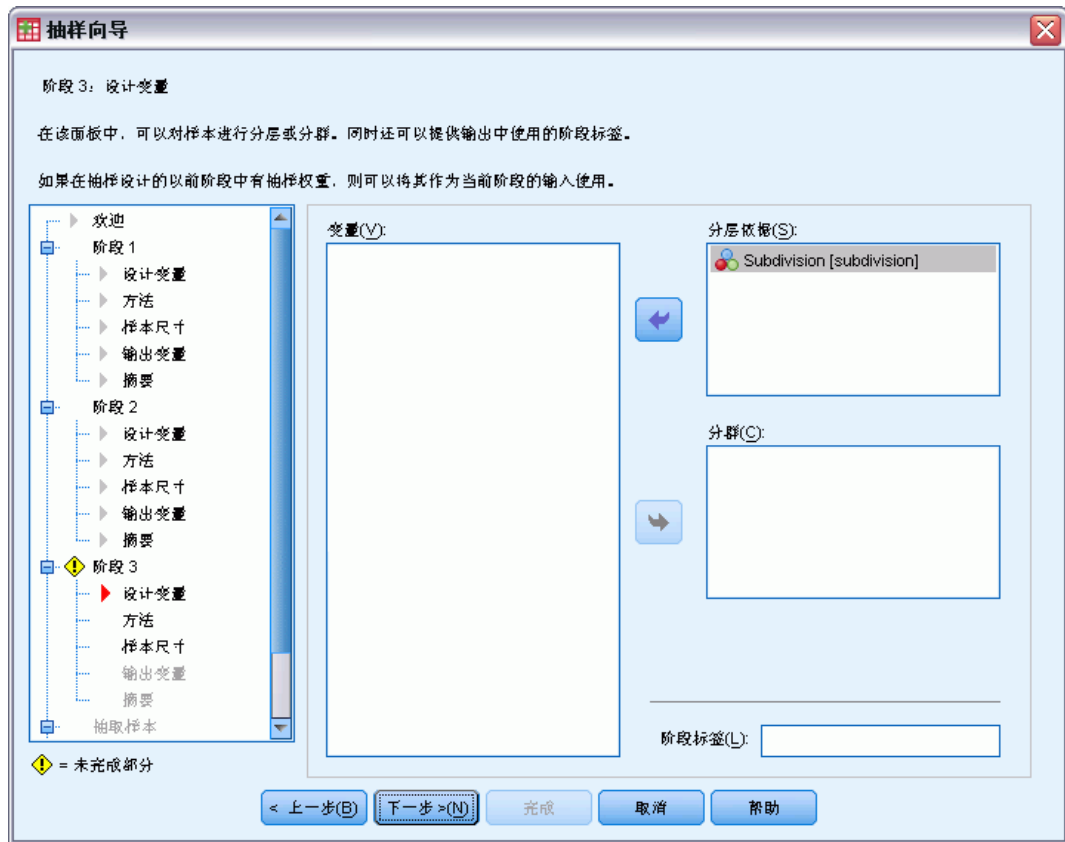 抽样向导
阶段 3：设计变量
在该面板中，可以对样本进行分层或分群。同时还可以提供输出中使用的阶段标签。
如果在抽样设计的以前阶段中有抽样权重，则可以将其作为当前阶段的输入使用。
欢迎
阶段 1
设计变量
方法
样本尺寸
输出变量
摘要
阶段 2
设计变量
方法
样本尺寸
输出变量
摘要
阶段 3
设计变量
方法
样本尺寸
输出变量
摘要
抽取样本
! = 未完成部分
变量(V):
分层依据(S):
Subdivision [subdivision]
分群(C):
阶段标签(L):
< 上一步(B)
下一步 >(N)
完成
取消
帮助